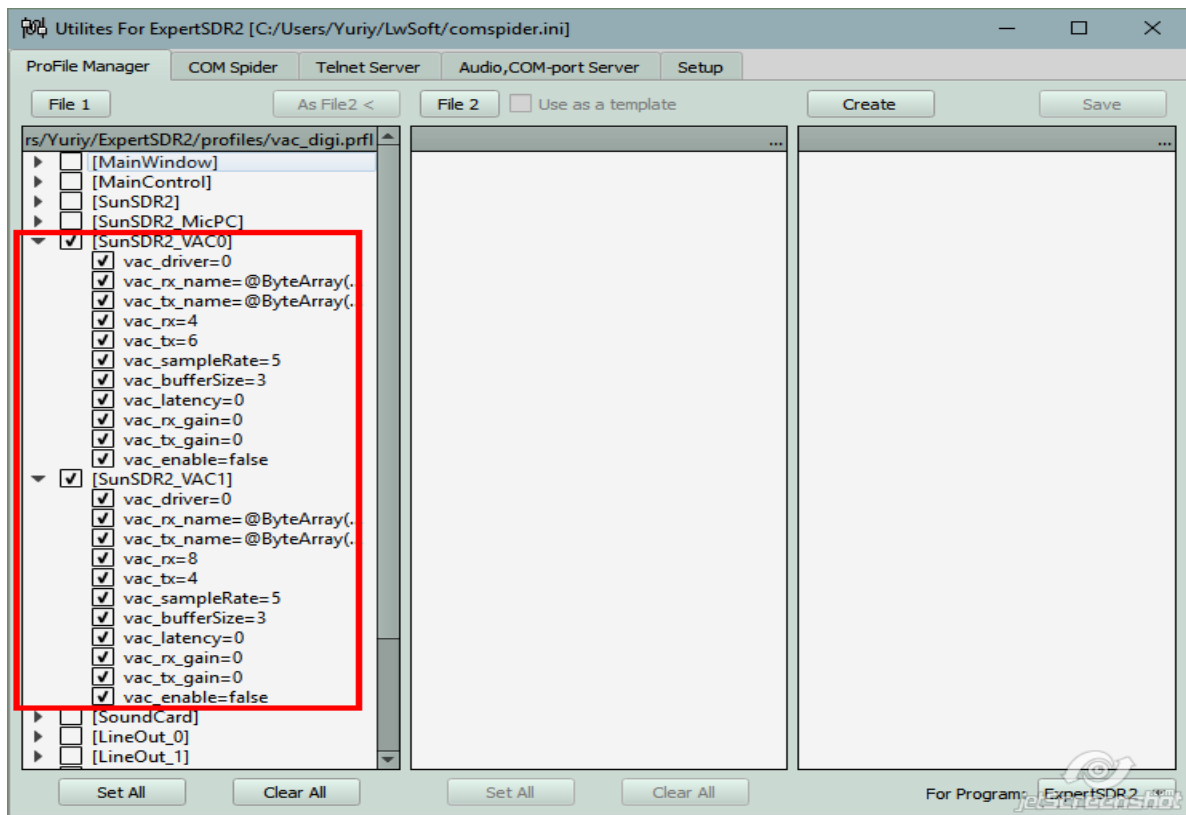 Utilites For ExpertSDR2 [C:/Users/Yuriy/LwSoft/comspider.ini]
ProFile Manager COM Spider Telnet Server Audio,COM-port Server Setup
File 1 As File2 < File 2 Use as a template Create Save
rs/Yuriy/ExpertSDR2/profiles/vac_digi.prfl ... ...
[MainWindow]
[MainControl]
[SunSDR2]
[SunSDR2_MicPC]
[SunSDR2_VAC0]
vac_driver=0
vac_rx_name=@ByteArray(..
vac_tx_name=@ByteArray(..
vac_rx=4
vac_tx=6
vac_sampleRate=5
vac_bufferSize=3
vac_latency=0
vac_rx_gain=0
vac_tx_gain=0
vac_enable=false
[SunSDR2_VAC1]
vac_driver=0
vac_rx_name=@ByteArray(..
vac_tx_name=@ByteArray(..
vac_rx=8
vac_tx=4
vac_sampleRate=5
vac_bufferSize=3
vac_latency=0
vac_rx_gain=0
vac_tx_gain=0
vac_enable=false
[SoundCard]
[LineOut_0]
[LineOut_1]
Set All Clear All Set All Clear All For Program: ExpertSDR2
jetscreenshot